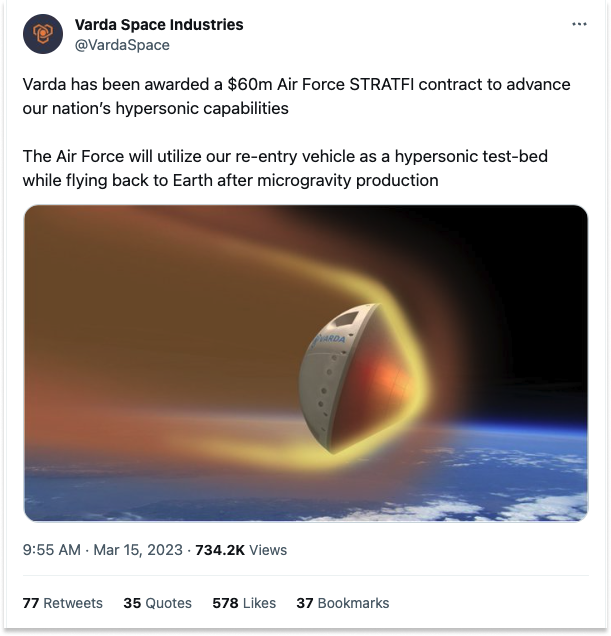 Varda Space Industries
@VardaSpace
Varda has been awarded a $60m Air Force STRATFI contract to advance
our nation's hypersonic capabilities
The Air Force will utilize our re-entry vehicle as a hypersonic test-bed
while flying back to Earth after microgravity production
VARDA
9:55 AM · Mar 15, 2023 · 734.2K Views
77 Retweets 35 Quotes 578 Likes 37 Bookmarks